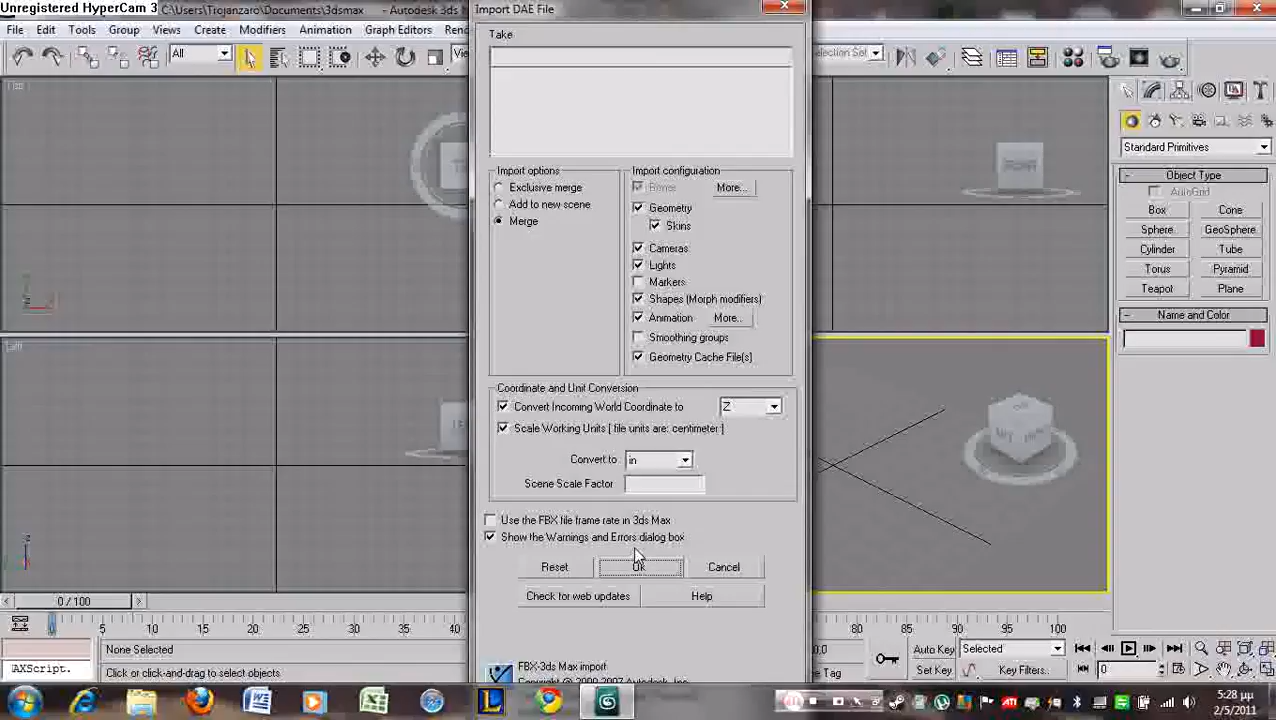 Unregistered HyperCam 3
C:\Users\Trojanzaro\Documents\3dsmax - Autodesk 3ds M
Import DAE File
File Edit Tools Group Views Create Modifiers Animation Graph Editors
All
Selection Set
Take
Import options
Exclusive merge
Add to new scene
Merge
Import configuration
More...
Geometry
Skins
Cameras
Lights
Markers
Shapes (Morph modifiers)
Animation More...
Smoothing groups
Geometry Cache File(s)
Coordinate and Unit Conversion
Convert Incoming World Coordinate to Z
Scale Working Units [ file units are: centimeter ]
Convert to in
Scene Scale Factor
Use the FBX file frame rate in 3ds Max
Show the Warnings and Errors dialog box
Reset Ok Cancel
Check for web updates Help
FBX-3ds Max import
Standard Primitives
Object Type
AutoGrid
Box Cone
Sphere GeoSphere
Cylinder Tube
Torus Pyramid
Teapot Plane
Name and Color
0 / 100
0 5 10 15 20 25 30 35 40 80 85 90 95 100
None Selected
Click or click-and-drag to select objects
AXScript.
Auto Key Selected
Set Key Key Filters...
0
5:28 μμ
2/5/2011